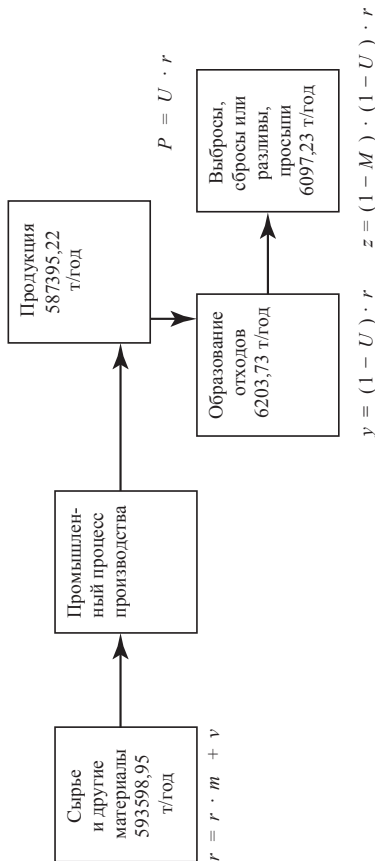 Сырье
и другие
материалы
593598,95
т/год
r = r · m + v
Промышлен-
ный процесс
производства
Продукция
587395,22
т/год
P = U · r
Образование
отходов
6203,73 т/год
y = (1 − U) · r
Выбросы,
сбросы или
разливы,
просыпи
6097,23 т/год
z = (1 − M) · (1 − U) · r